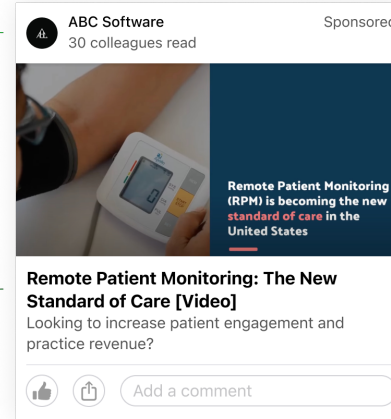 ABC Software
Sponsored
30 colleagues read
Remote Patient Monitoring
(RPM) is becoming the new
standard of care in the
United States
Remote Patient Monitoring: The New
Standard of Care [Video]
Looking to increase patient engagement and
practice revenue?
Add a comment